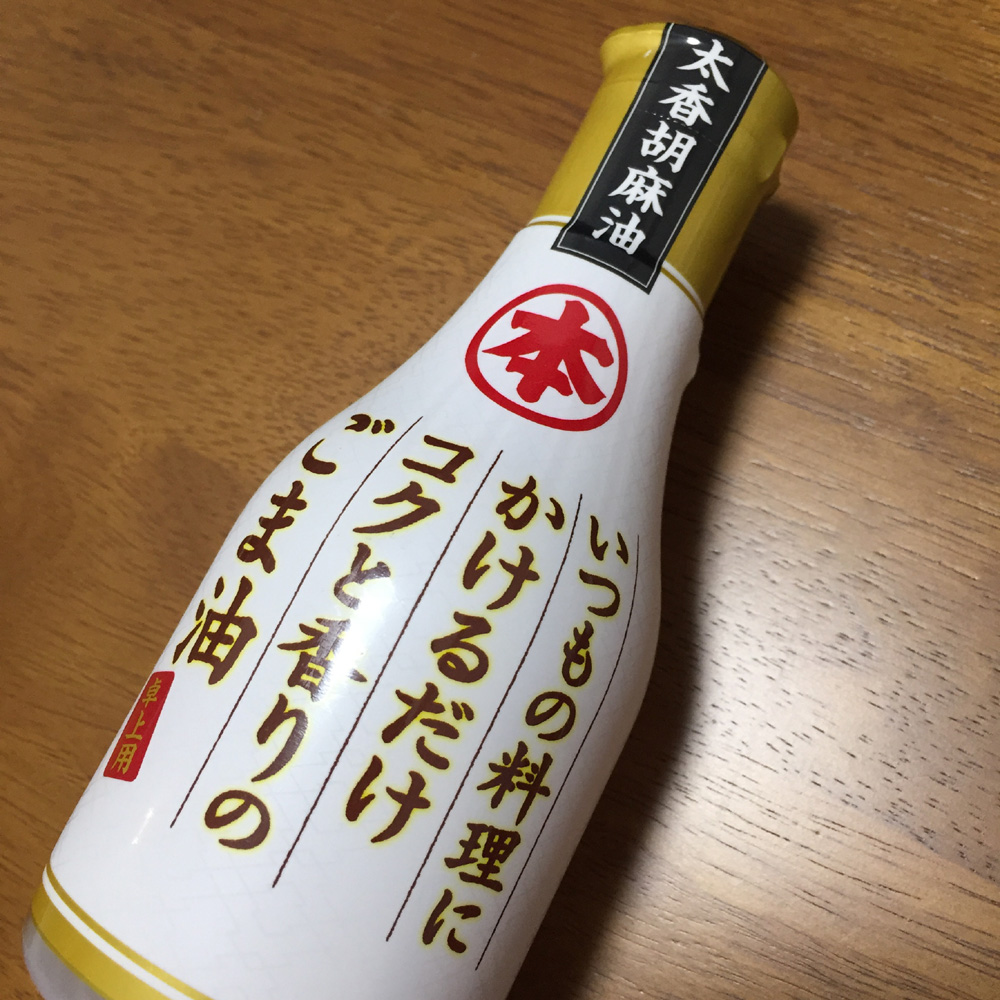 太香胡麻油
本
いつもの料理に
かけるだけ
コクと香りの
ごま油
卓上用